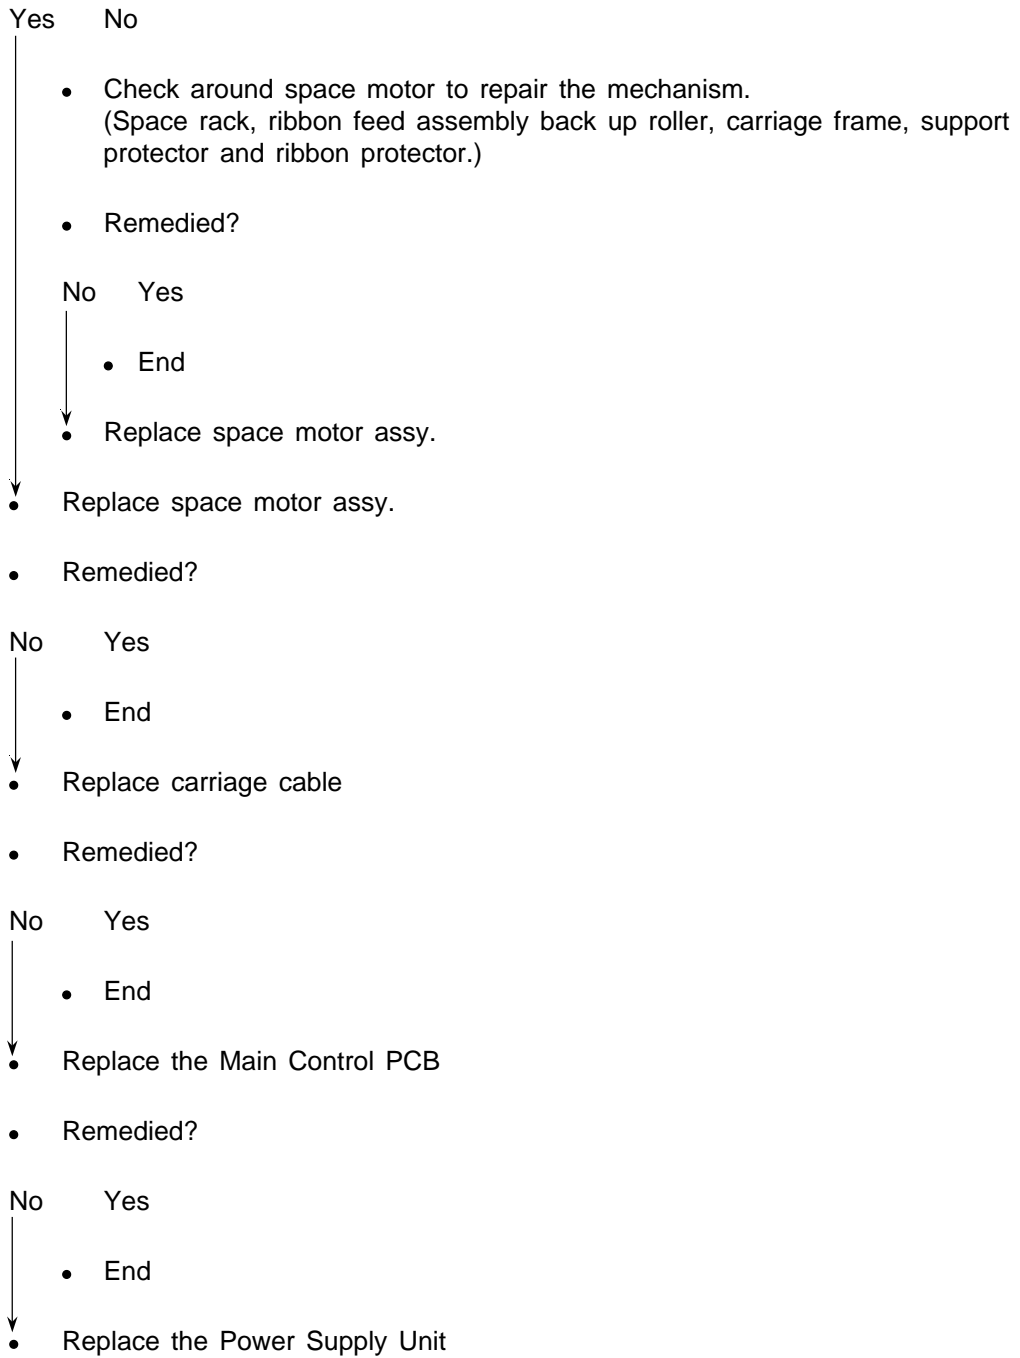 Yes No
• Check around space motor to repair the mechanism.
(Space rack, ribbon feed assembly back up roller, carriage frame, support
protector and ribbon protector.)
• Remedied?
No Yes
• End
• Replace space motor assy.
• Replace space motor assy.
• Remedied?
No Yes
• End
• Replace carriage cable
• Remedied?
No Yes
• End
• Replace the Main Control PCB
• Remedied?
No Yes
• End
• Replace the Power Supply Unit